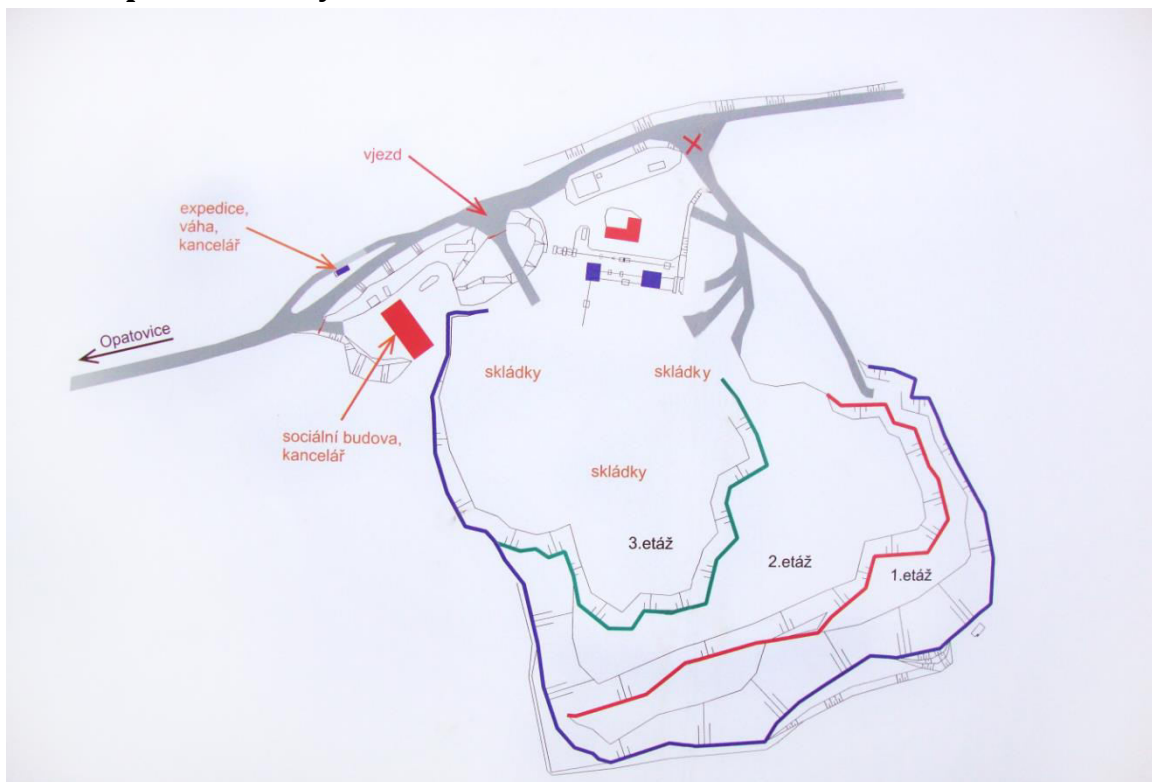 vjezd
expedice,
váha,
kancelář
Opatovice
skládky
skládky
sociální budova,
kancelář
skládky
3.etáž
2.etáž
1.etáž